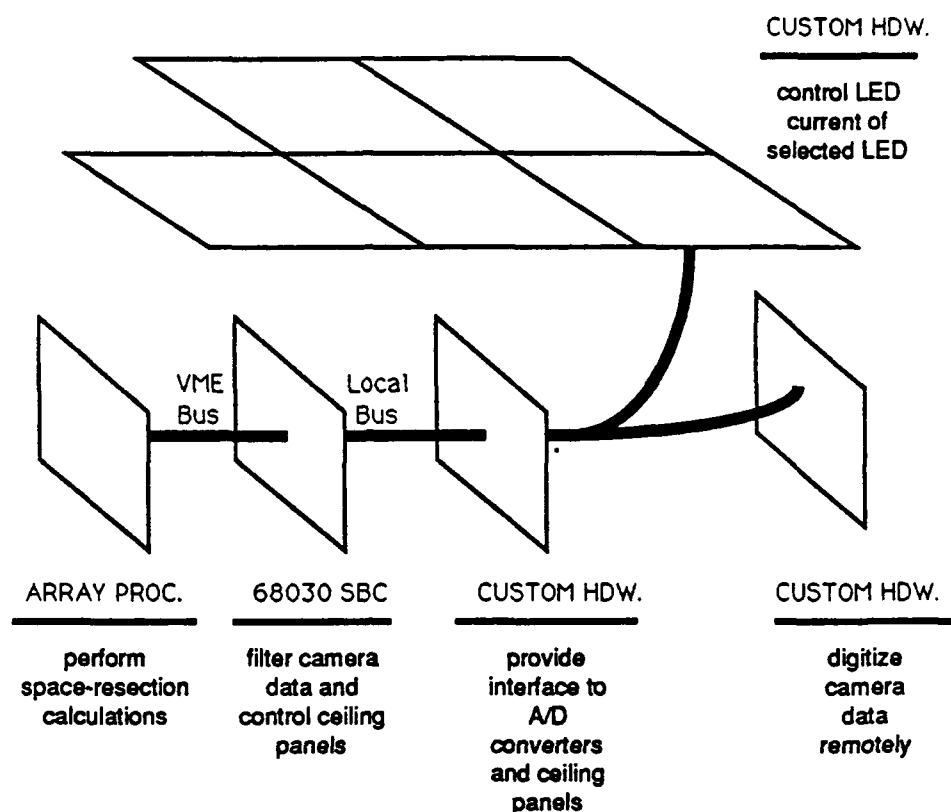 CUSTOM HDW.
control LED
current of
selected LED
VME
Bus
Local
Bus
ARRAY PROC.
perform
space-resection
calculations
68030 SBC
filter camera
data and
control ceiling
panels
CUSTOM HDW.
provide
interface to
A/D
converters
and ceiling
panels
CUSTOM HDW.
digitize
camera
data
remotely